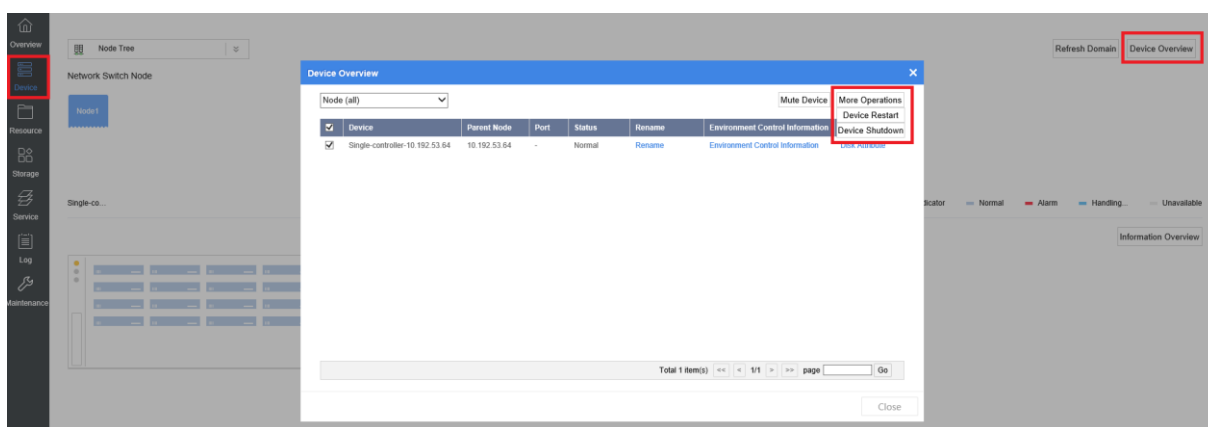 Overview
Device
Resource
Storage
Service
Log
Maintenance
Node Tree
Refresh Domain
Device Overview
Network Switch Node
Node1
Single-co...
Device Overview
Node (all)
Mute Device
More Operations
Device Restart
Device Shutdown
Device Parent Node Port Status Rename Environment Control Information
Single-controller-10.192.53.64 10.192.53.64 - Normal Rename Environment Control Information Disk Attribute
Total 1 item(s) << < 1/1 > >> page Go
Close
Normal Alarm Handling... Unavailable
Information Overview